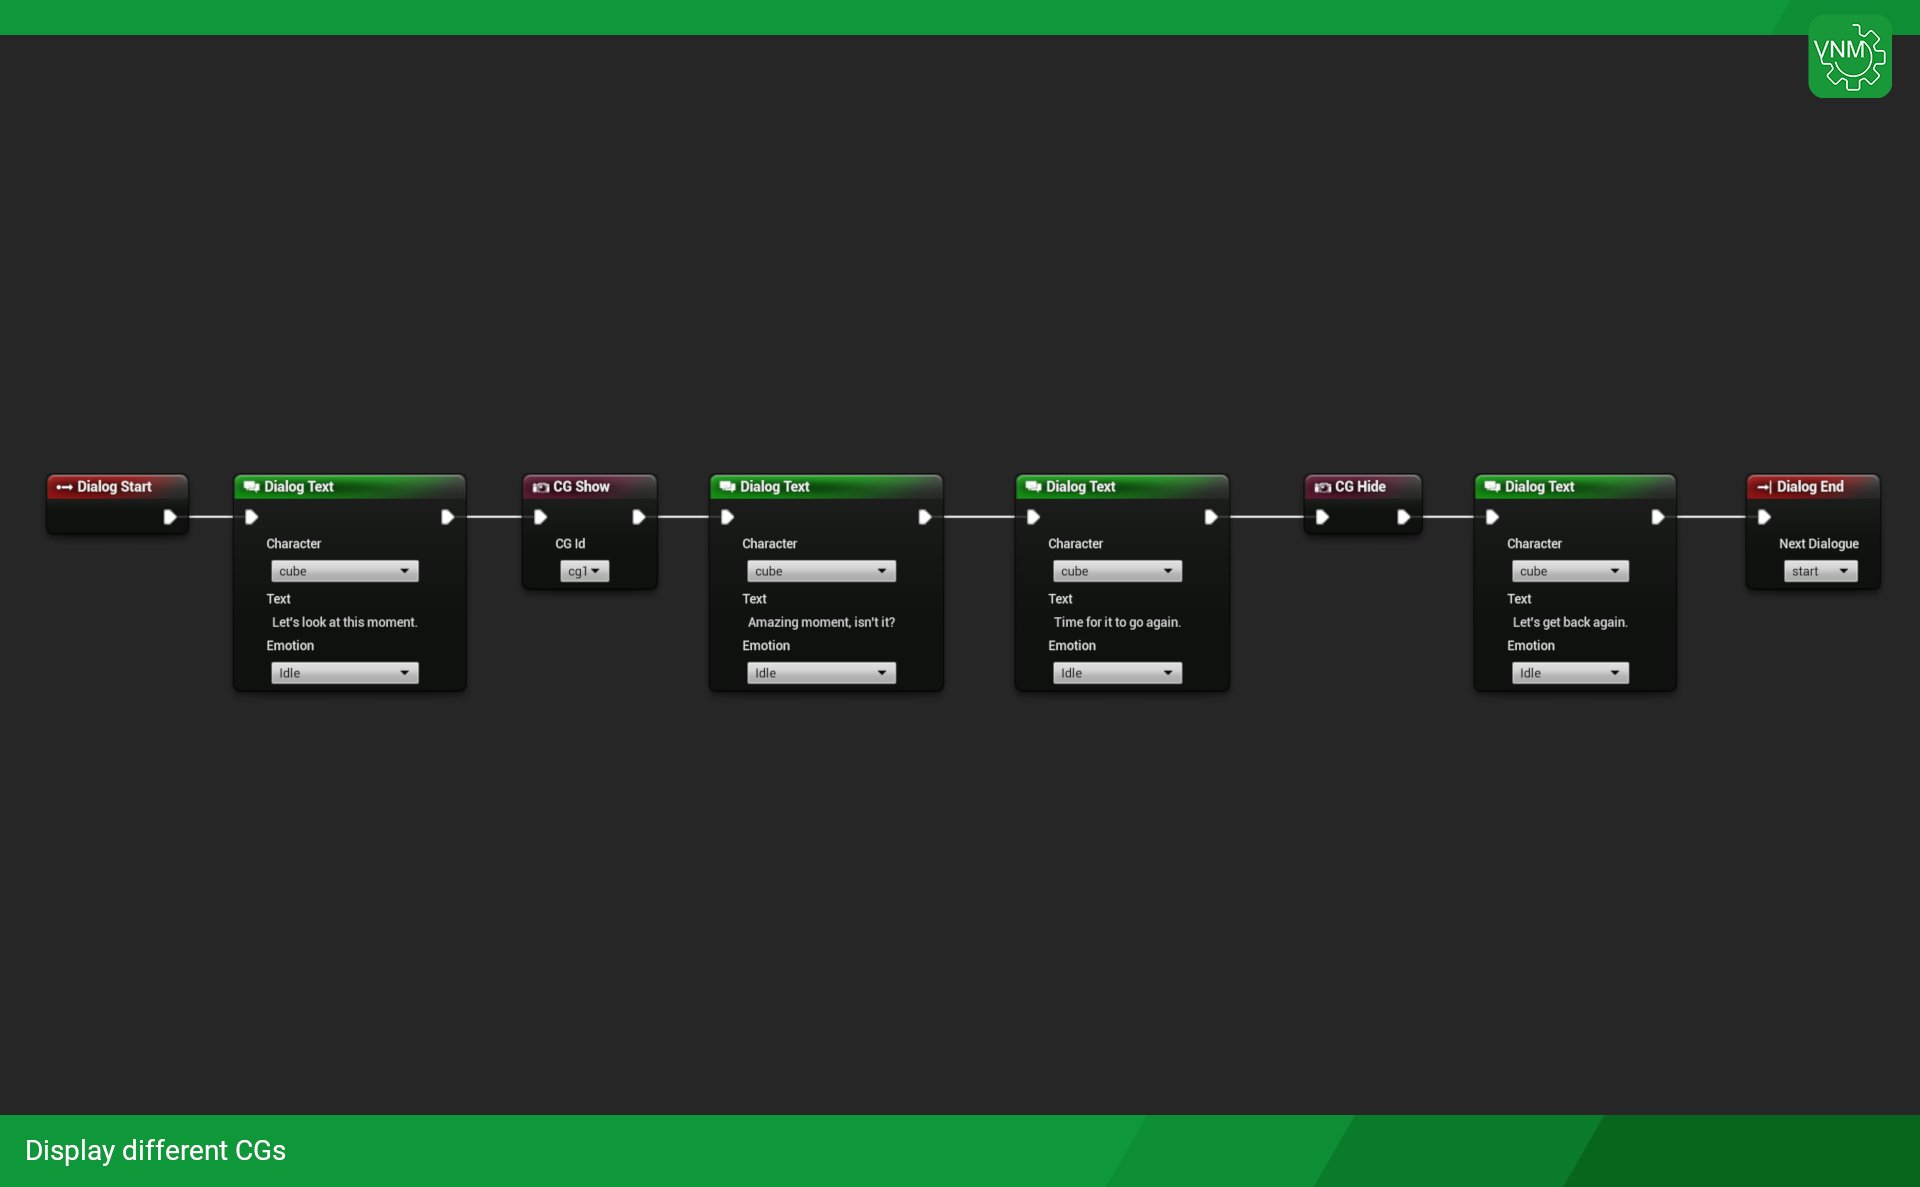 VNM
Dialog Start
Dialog Text
Character
cube
Text
Let's look at this moment.
Emotion
Idle
CG Show
CG Id
cg1
Dialog Text
Character
cube
Text
Amazing moment, isn't it?
Emotion
Idle
Dialog Text
Character
cube
Text
Time for it to go again.
Emotion
Idle
CG Hide
Dialog Text
Character
cube
Text
Let's get back again.
Emotion
Idle
Dialog End
Next Dialogue
start
Display different CGs